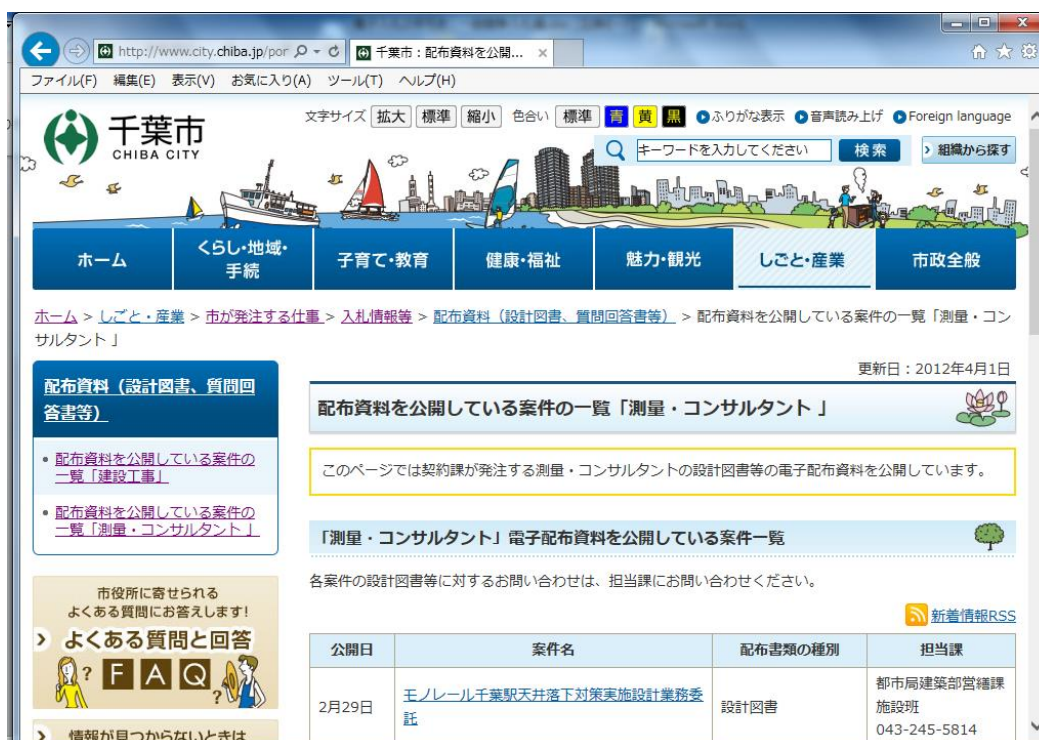 http://www.city.chiba.jp/por
千葉市：配布資料を公開...
ファイル(F) 編集(E) 表示(V) お気に入り(A) ツール(T) ヘルプ(H)
千葉市
CHIBA CITY
文字サイズ 拡大 標準 縮小 色合い 標準 青 黄 黒 ふりがな表示 音声読み上げ Foreign language
キーワードを入力してください 検索 組織から探す
ホーム
くらし・地域・
手続
子育て・教育
健康・福祉
魅力・観光
しごと・産業
市政全般
ホーム > しごと・産業 > 市が発注する仕事 > 入札情報等 > 配布資料（設計図書、質問回答書等） > 配布資料を公開している案件の一覧「測量・コン
サルタント 」
更新日：2012年4月1日
配布資料（設計図書、質問回
答書等）
配布資料を公開している案件の
一覧「建設工事」
配布資料を公開している案件の
一覧「測量・コンサルタント 」
市役所に寄せられる
よくある質問にお答えします!
よくある質問と回答
? F A Q ?
情報が見つからないときは
配布資料を公開している案件の一覧「測量・コンサルタント 」
このページでは契約課が発注する測量・コンサルタントの設計図書等の電子配布資料を公開しています。
「測量・コンサルタント」電子配布資料を公開している案件一覧
各案件の設計図書等に対するお問い合わせは、担当課にお問い合わせください。
新着情報RSS
公開日 案件名 配布書類の種別 担当課
2月29日
モノレール千葉駅天井落下対策実施設計業務委
託
設計図書
都市局建築部営繕課
施設班
043-245-5814